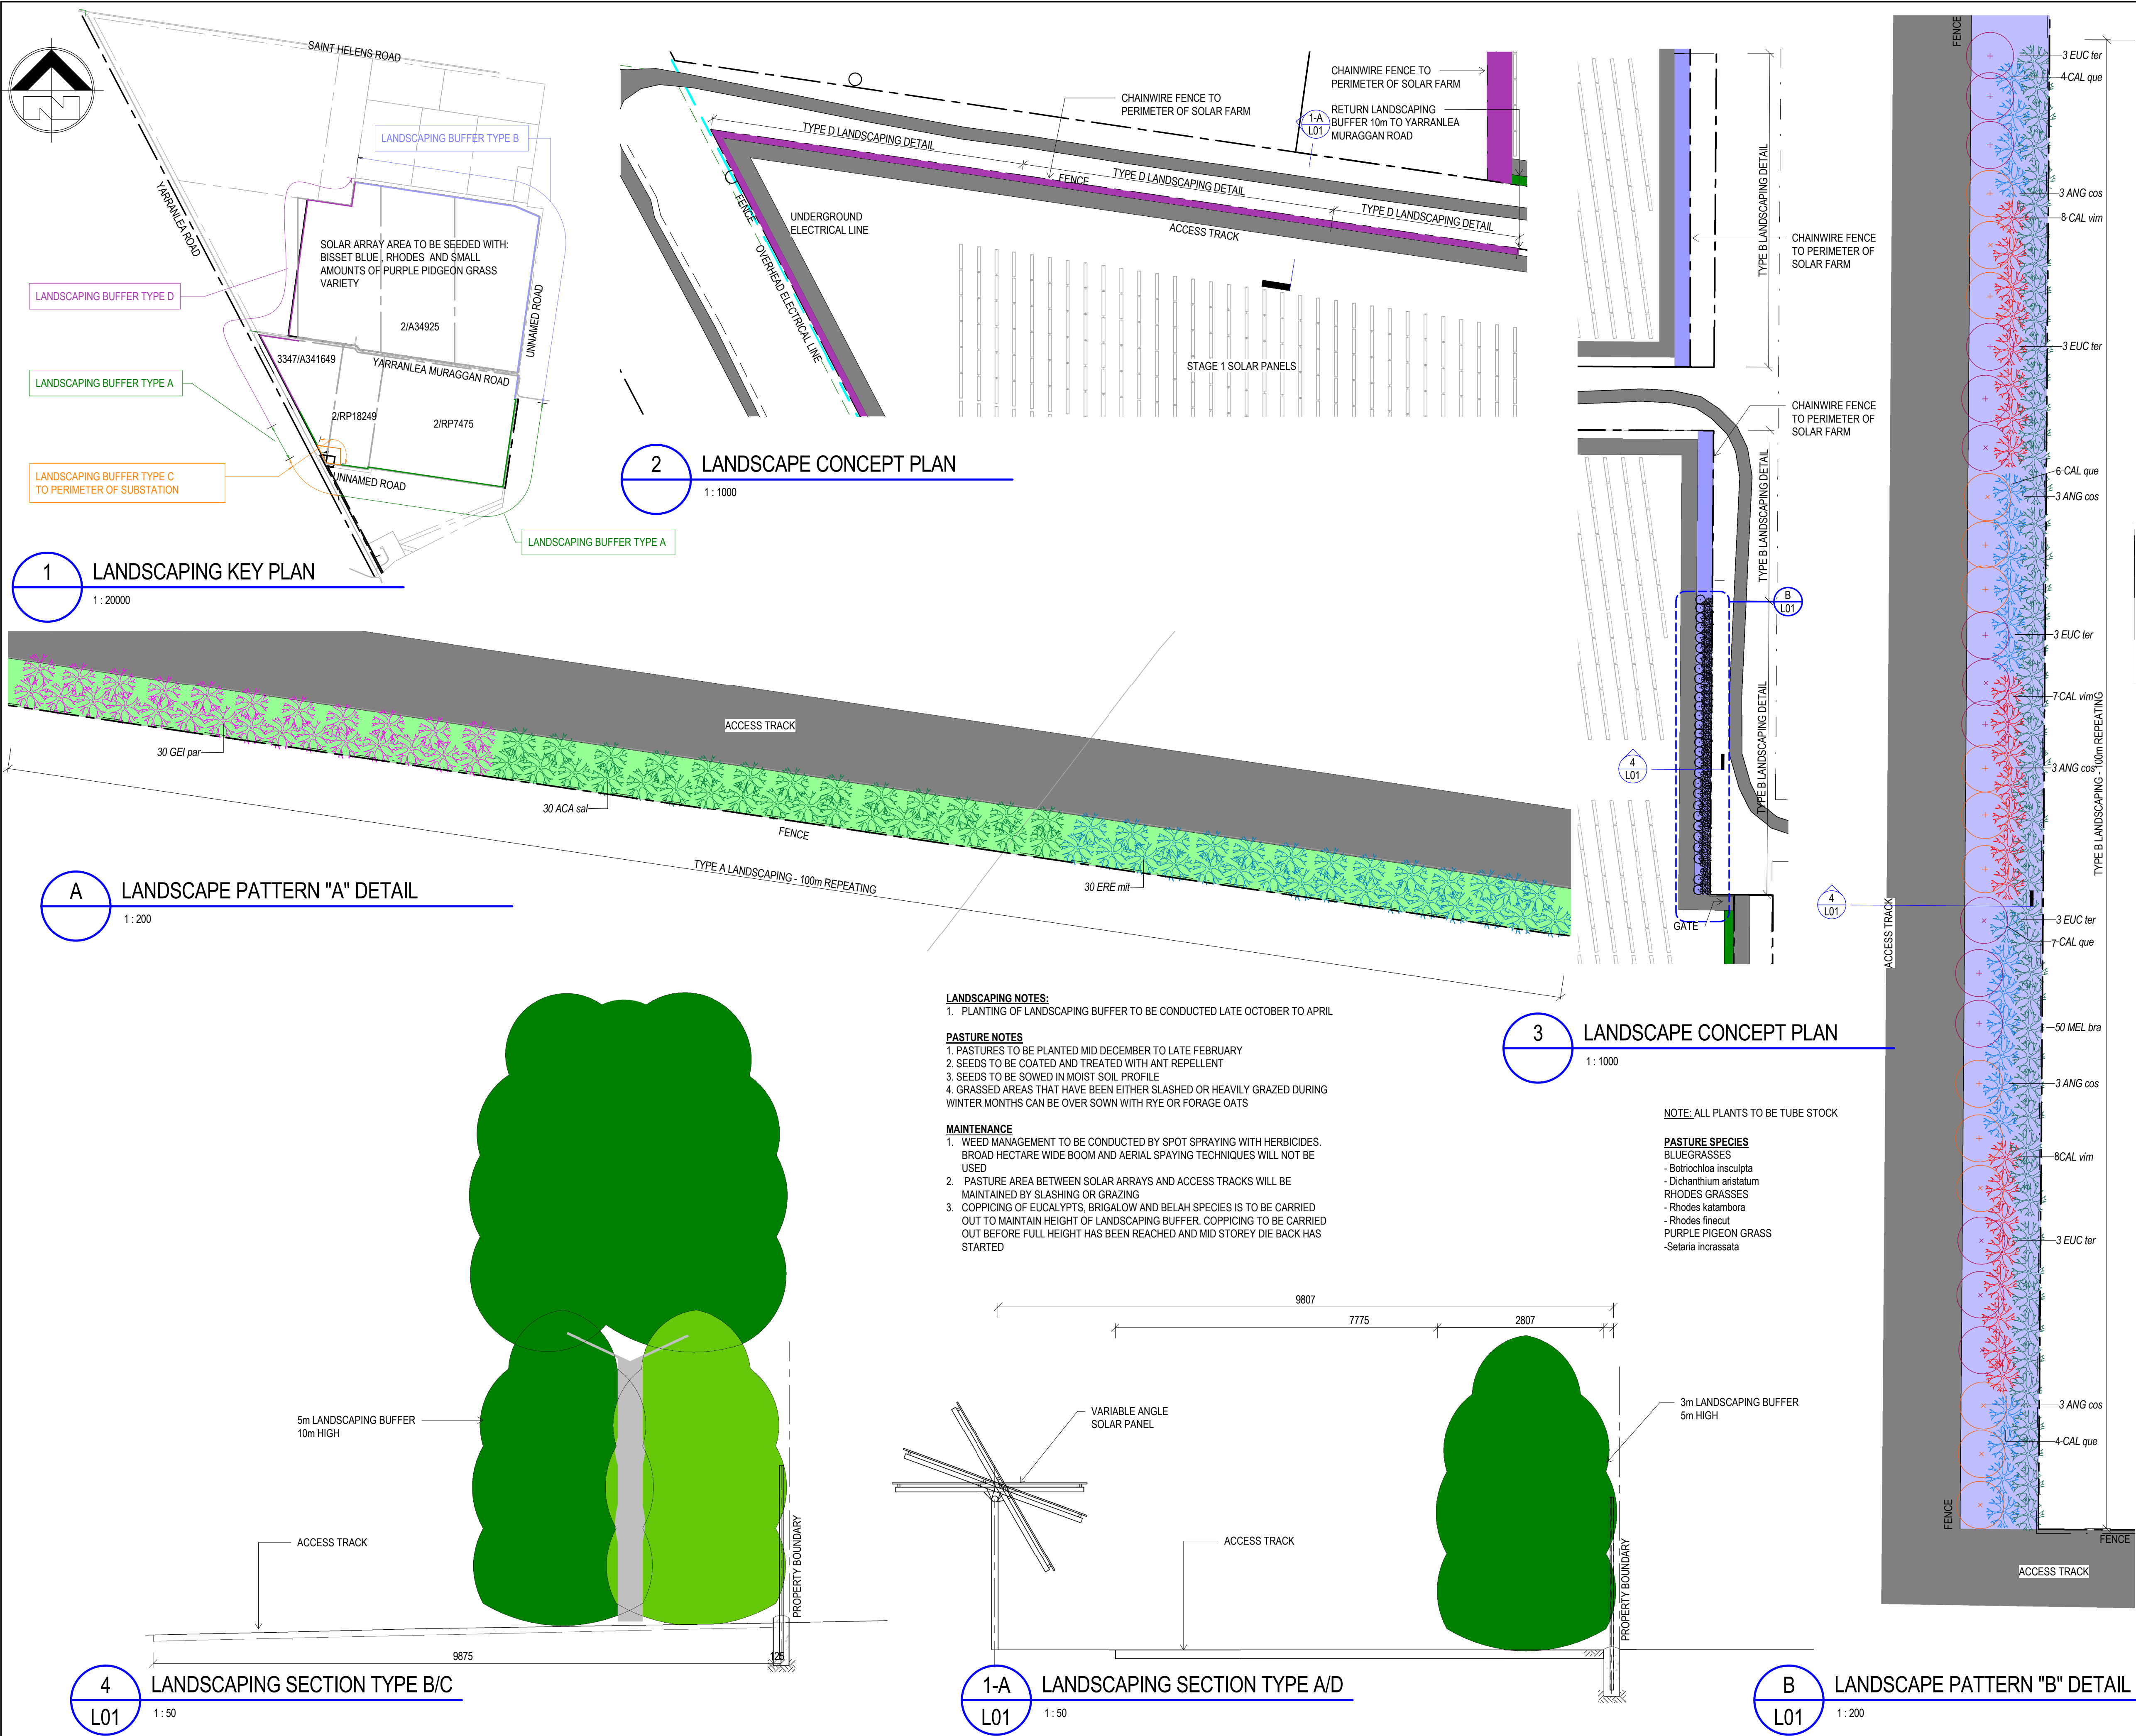 SAINT HELENS ROAD
LANDSCAPING BUFFER TYPE B
YARRANLEA ROAD
SOLAR ARRAY AREA TO BE SEEDED WITH:
BISSET BLUE , RHODES AND SMALL
AMOUNTS OF PURPLE PIDGEON GRASS
VARIETY
LANDSCAPING BUFFER TYPE D
2/A34925
UNNAMED ROAD
3347/A341649
YARRANLEA MURAGGAN ROAD
LANDSCAPING BUFFER TYPE A
2/RP18249
2/RP7475
LANDSCAPING BUFFER TYPE C
TO PERIMETER OF SUBSTATION
UNNAMED ROAD
LANDSCAPING BUFFER TYPE A
1
LANDSCAPING KEY PLAN
1 : 20000
CHAINWIRE FENCE TO
PERIMETER OF SOLAR FARM
CHAINWIRE FENCE TO
PERIMETER OF SOLAR FARM
1-A
L01
RETURN LANDSCAPING
BUFFER 10m TO YARRANLEA
MURAGGAN ROAD
TYPE D LANDSCAPING DETAIL
TYPE D LANDSCAPING DETAIL
TYPE D LANDSCAPING DETAIL
FENCE
FENCE
UNDERGROUND
ELECTRICAL LINE
ACCESS TRACK
OVERHEAD ELECTRICAL LINE
STAGE 1 SOLAR PANELS
2
LANDSCAPE CONCEPT PLAN
1 : 1000
TYPE B LANDSCAPING DETAIL
CHAINWIRE FENCE
TO PERIMETER OF
SOLAR FARM
CHAINWIRE FENCE
TO PERIMETER OF
SOLAR FARM
TYPE B LANDSCAPING DETAIL
B
L01
TYPE B LANDSCAPING DETAIL
4
L01
GATE
3
LANDSCAPE CONCEPT PLAN
1 : 1000
30 GEI par
ACCESS TRACK
30 ACA sal
FENCE
TYPE A LANDSCAPING - 100m REPEATING
30 ERE mit
A
LANDSCAPE PATTERN "A" DETAIL
1 : 200
LANDSCAPING NOTES:
1. PLANTING OF LANDSCAPING BUFFER TO BE CONDUCTED LATE OCTOBER TO APRIL
PASTURE NOTES
1. PASTURES TO BE PLANTED MID DECEMBER TO LATE FEBRUARY
2. SEEDS TO BE COATED AND TREATED WITH ANT REPELLENT
3. SEEDS TO BE SOWED IN MOIST SOIL PROFILE
4. GRASSED AREAS THAT HAVE BEEN EITHER SLASHED OR HEAVILY GRAZED DURING
WINTER MONTHS CAN BE OVER SOWN WITH RYE OR FORAGE OATS
MAINTENANCE
1. WEED MANAGEMENT TO BE CONDUCTED BY SPOT SPRAYING WITH HERBICIDES.
BROAD HECTARE WIDE BOOM AND AERIAL SPAYING TECHNIQUES WILL NOT BE
USED
2. PASTURE AREA BETWEEN SOLAR ARRAYS AND ACCESS TRACKS WILL BE
MAINTAINED BY SLASHING OR GRAZING
3. COPPICING OF EUCALYPTS, BRIGALOW AND BELAH SPECIES IS TO BE CARRIED
OUT TO MAINTAIN HEIGHT OF LANDSCAPING BUFFER. COPPICING TO BE CARRIED
OUT BEFORE FULL HEIGHT HAS BEEN REACHED AND MID STOREY DIE BACK HAS
STARTED
NOTE: ALL PLANTS TO BE TUBE STOCK
PASTURE SPECIES
BLUEGRASSES
- Botriochloa insculpta
- Dichanthium aristatum
RHODES GRASSES
- Rhodes katambora
- Rhodes finecut
PURPLE PIGEON GRASS
-Setaria incrassata
5m LANDSCAPING BUFFER
10m HIGH
ACCESS TRACK
PROPERTY BOUNDARY
9875
125
4
L01
LANDSCAPING SECTION TYPE B/C
1 : 50
9807
7775
2807
VARIABLE ANGLE
SOLAR PANEL
3m LANDSCAPING BUFFER
5m HIGH
ACCESS TRACK
PROPERTY BOUNDARY
1-A
L01
LANDSCAPING SECTION TYPE A/D
1 : 50
FENCE
3 EUC ter
4 CAL que
3 ANG cos
8 CAL vim
3 EUC ter
6 CAL que
3 ANG cos
3 EUC ter
7 CAL vim
3 ANG cos
TYPE B LANDSCAPING - 100m REPEATING
4
L01
ACCESS TRACK
3 EUC ter
7 CAL que
50 MEL bra
3 ANG cos
8CAL vim
3 EUC ter
3 ANG cos
4 CAL que
FENCE
FENCE
ACCESS TRACK
B
L01
LANDSCAPE PATTERN "B" DETAIL
1 : 200